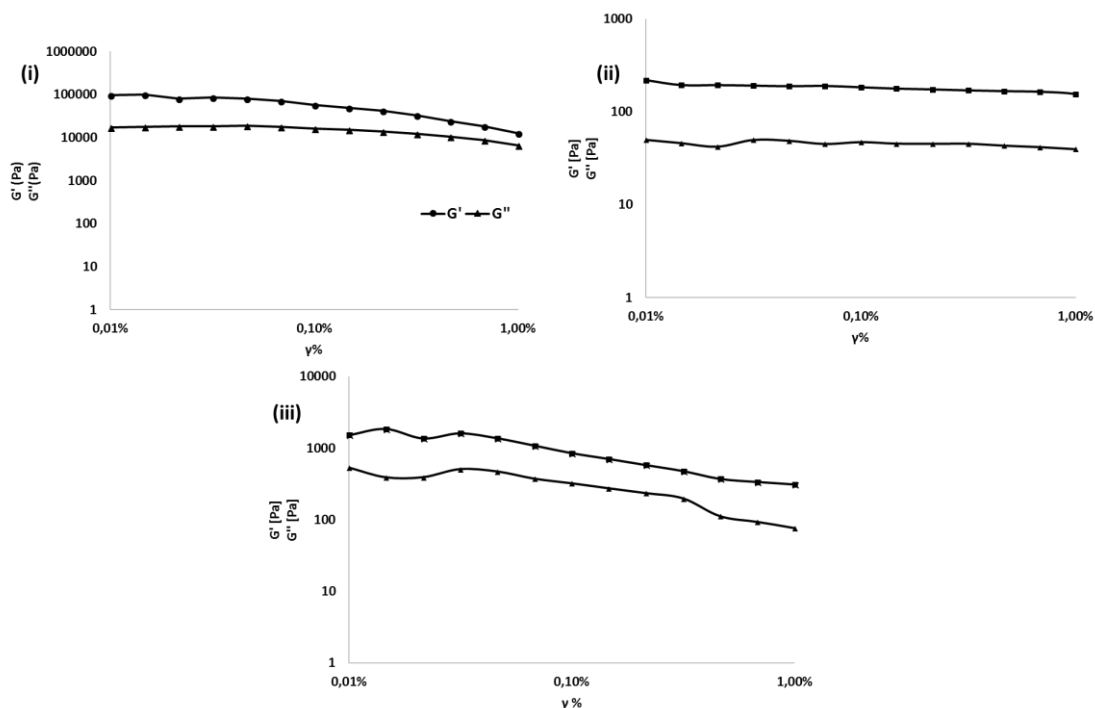 (i)
1000000
100000
10000
1000
100
10
1
G' (Pa)
G''(Pa)
G' G''
0,01% 0,10% 1,00%
γ%
(ii)
1000
100
10
1
G' [Pa]
G'' [Pa]
0,01% 0,10% 1,00%
γ%
(iii)
10000
1000
100
10
1
G' [Pa]
G'' [Pa]
0,01% 0,10% 1,00%
γ %